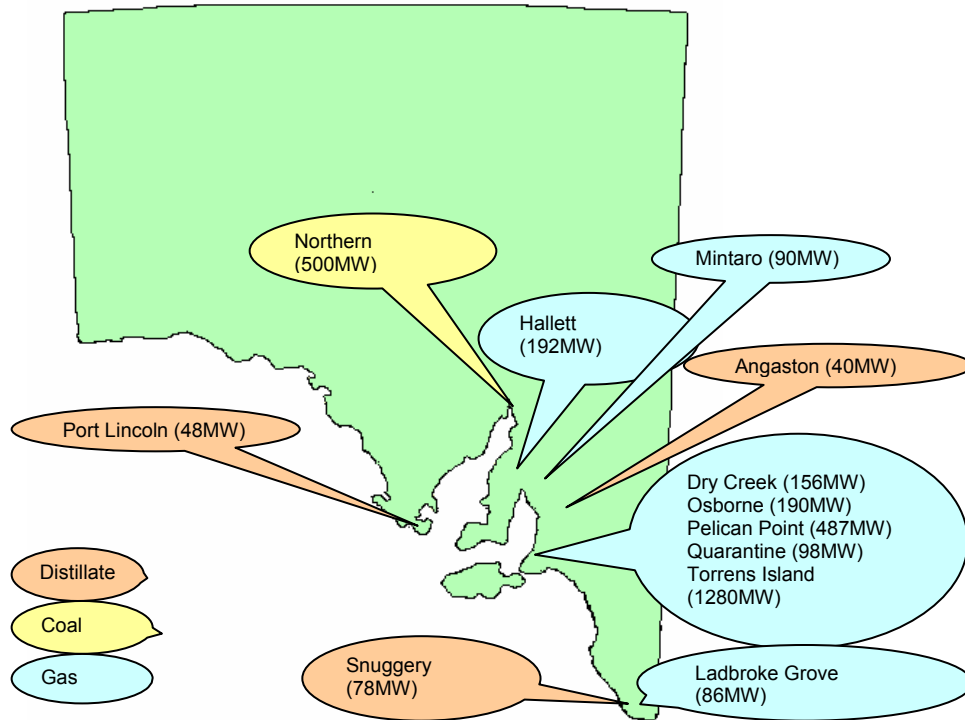 Northern
(500MW)
Mintaro (90MW)
Hallett
(192MW)
Angaston (40MW)
Port Lincoln (48MW)
Dry Creek (156MW)
Osborne (190MW)
Pelican Point (487MW)
Quarantine (98MW)
Torrens Island
(1280MW)
Distillate
Coal
Gas
Snuggery
(78MW)
Ladbroke Grove
(86MW)